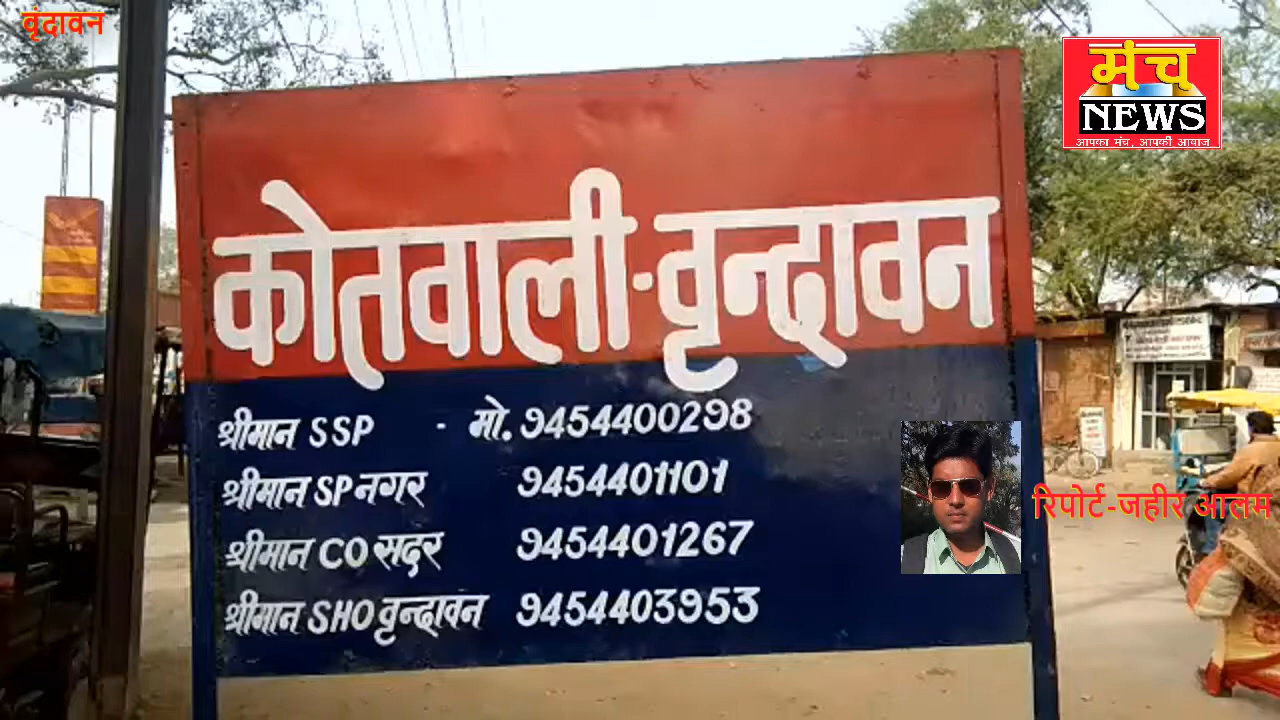 वृंदावन
मंच
NEWS
आपका मंच, आपकी आवाज
कोतवाली-वृन्दावन
श्रीमान SSP - मो. 9454400298
श्रीमान SP नगर 9454401101
श्रीमान CO सदर 9454401267
श्रीमान SHO वृन्दावन 9454403953
रिपोर्ट-जहीर आलम